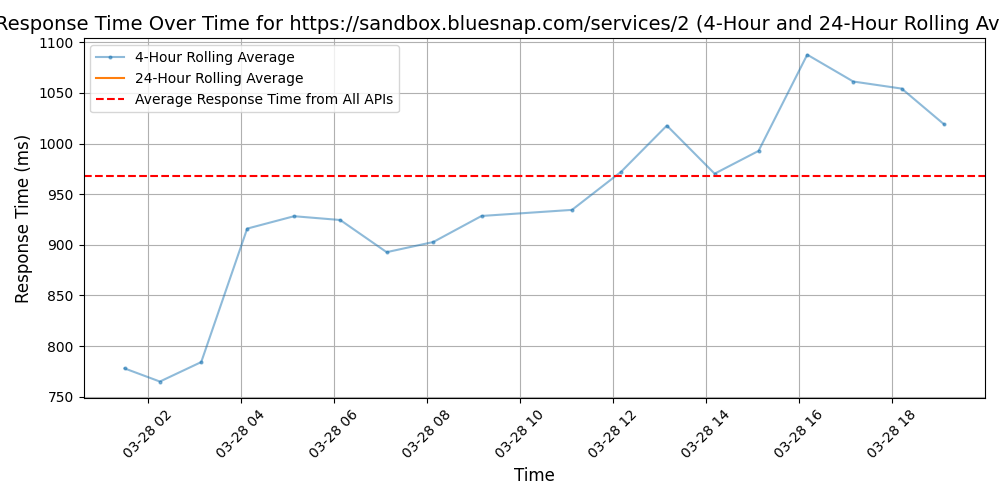 Response Time Over Time for https://sandbox.bluesnap.com/services/2 (4-Hour and 24-Hour Rolling Av
4-Hour Rolling Average
24-Hour Rolling Average
Average Response Time from All APIs
Response Time (ms)
1100
1050
1000
950
900
850
800
750
03-28 02
03-28 04
03-28 06
03-28 08
03-28 10
03-28 12
03-28 14
03-28 16
03-28 18
Time